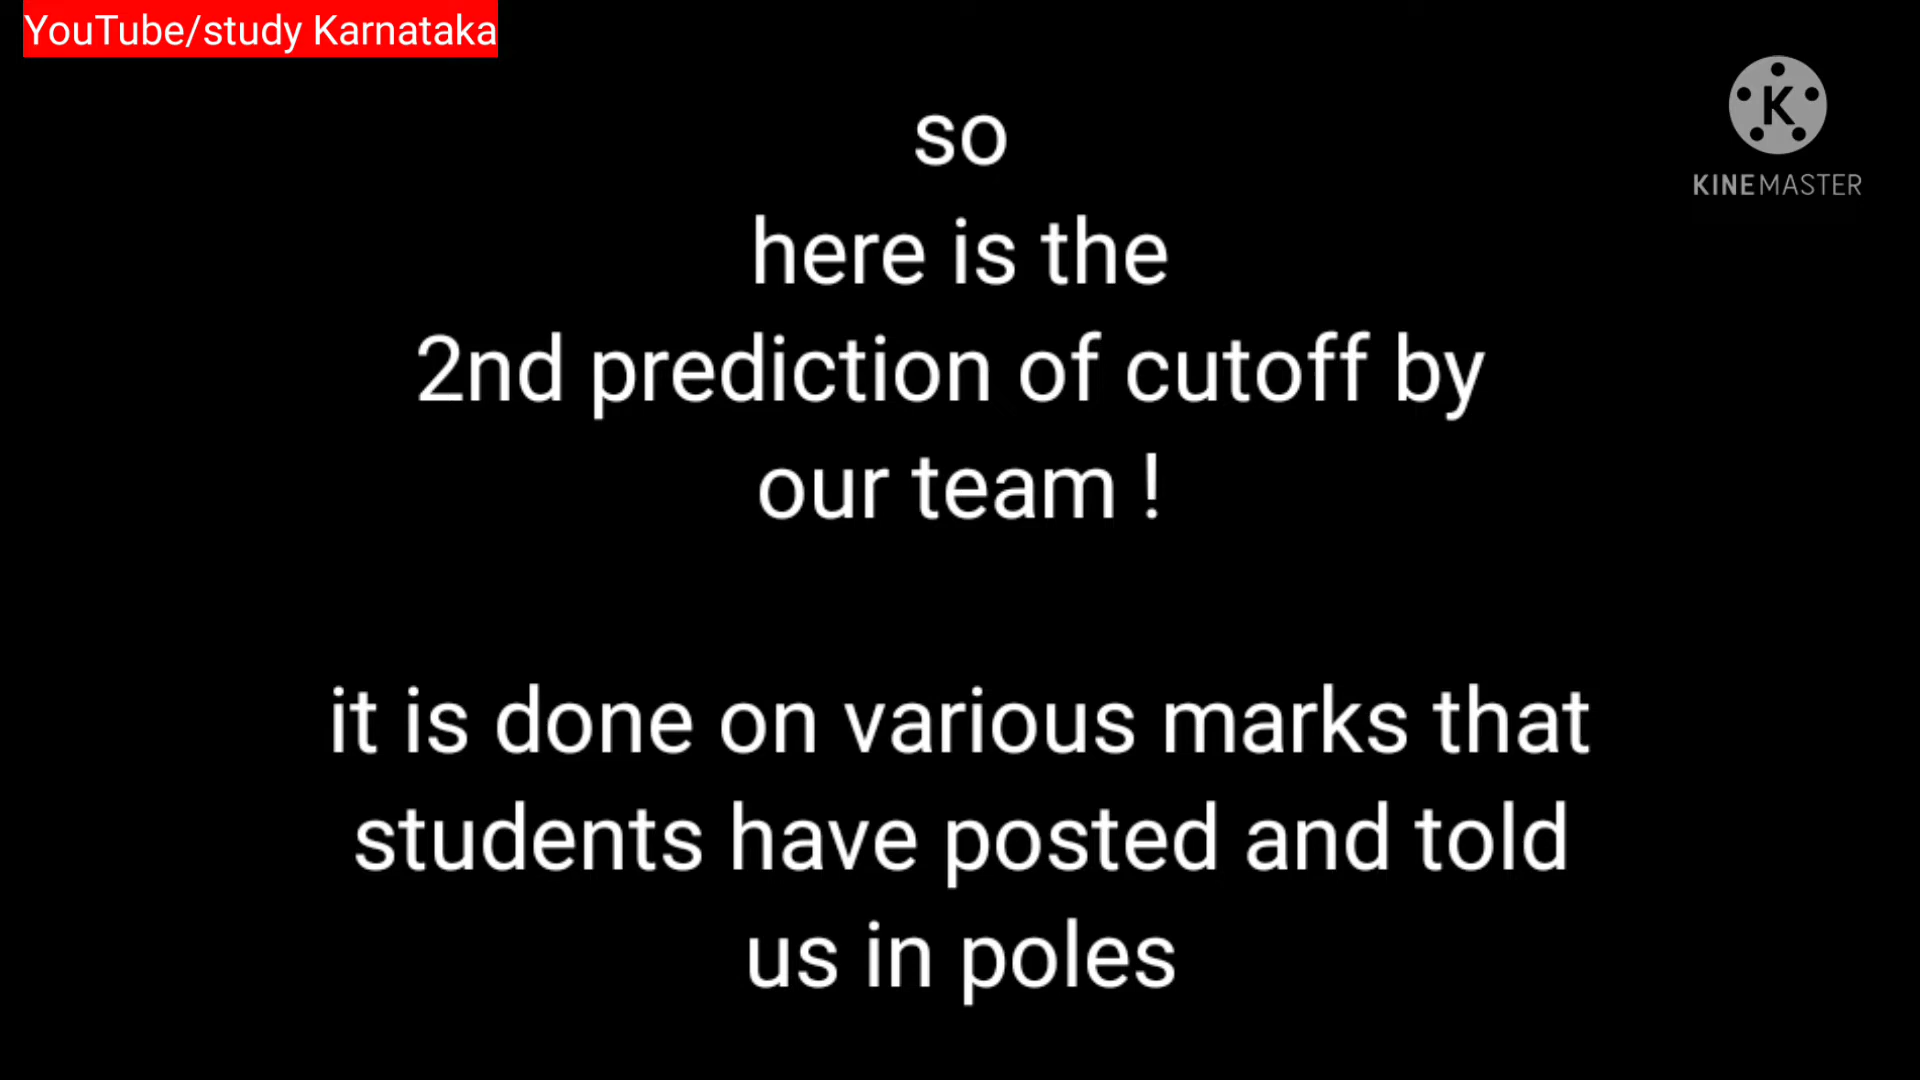 YouTube/study Karnataka
K
KINEMASTER
so
here is the
2nd prediction of cutoff by
our team !
it is done on various marks that
students have posted and told
us in poles